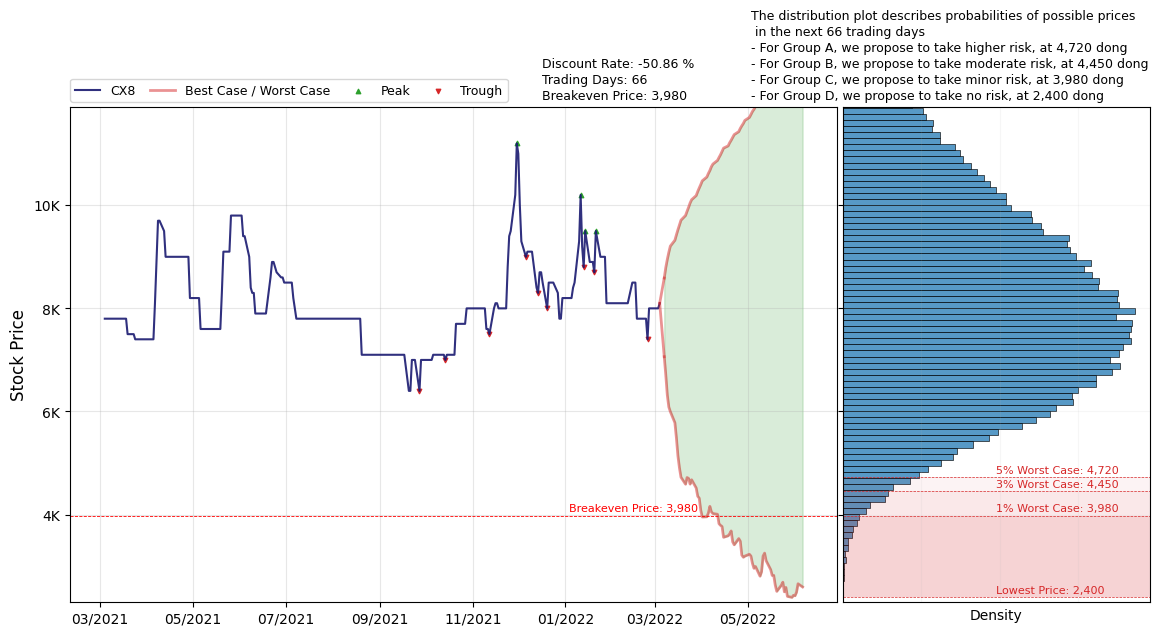 The distribution plot describes probabilities of possible prices
in the next 66 trading days
- For Group A, we propose to take higher risk, at 4,720 dong
- For Group B, we propose to take moderate risk, at 4,450 dong
- For Group C, we propose to take minor risk, at 3,980 dong
- For Group D, we propose to take no risk, at 2,400 dong
Discount Rate: -50.86 %
Trading Days: 66
Breakeven Price: 3,980
CX8
Best Case / Worst Case
Peak
Trough
Stock Price
10K
8K
6K
4K
Breakeven Price: 3,980
5% Worst Case: 4,720
3% Worst Case: 4,450
1% Worst Case: 3,980
Lowest Price: 2,400
03/2021
05/2021
07/2021
09/2021
11/2021
01/2022
03/2022
05/2022
Density